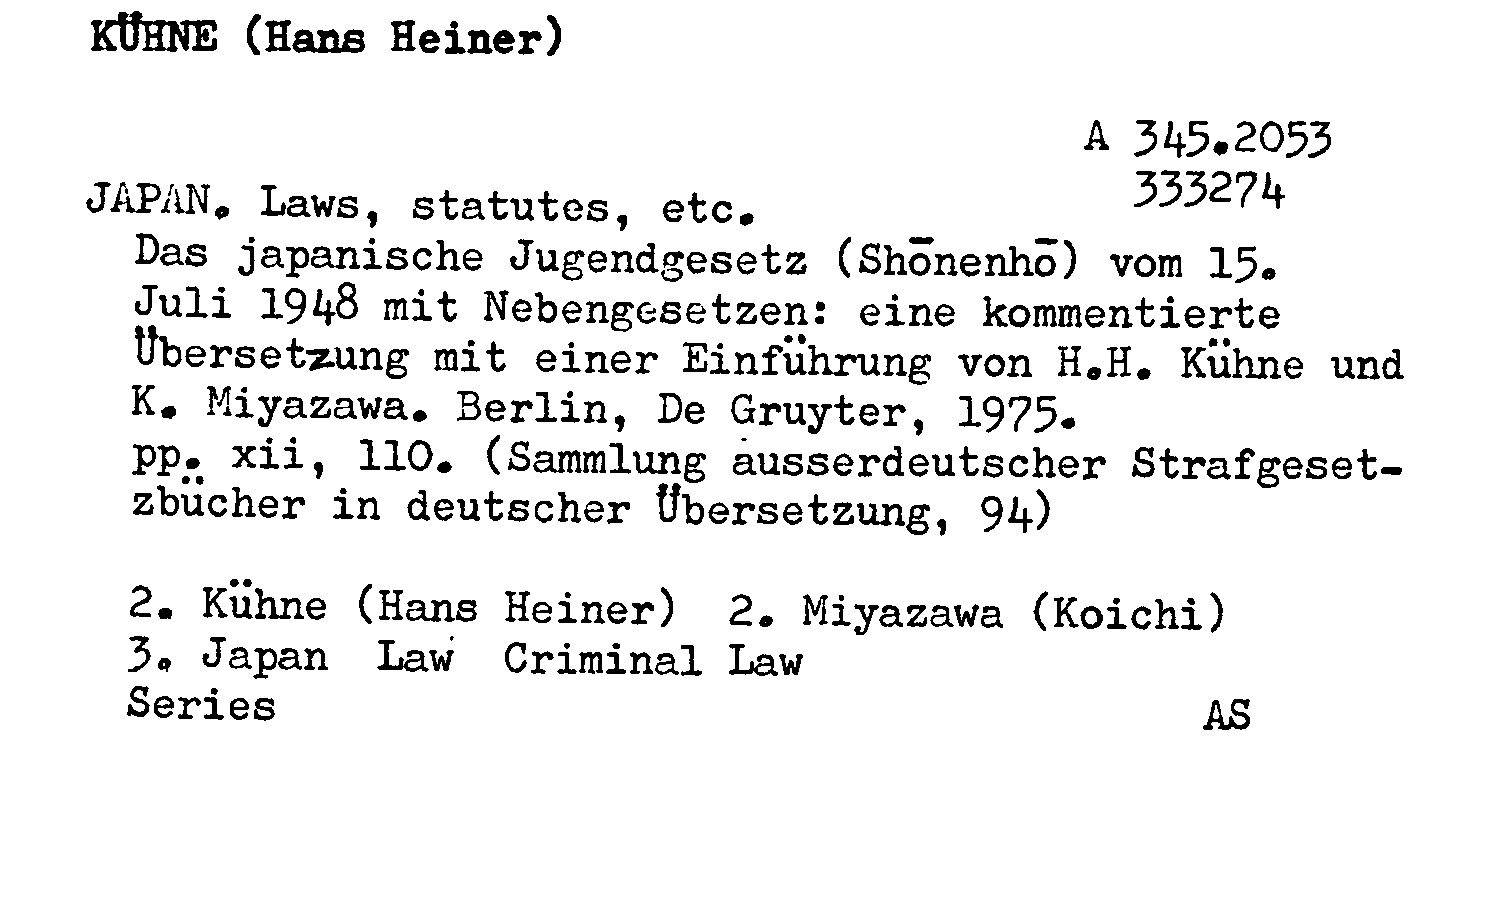 KÜHNE (Hans Heiner)
A 345.2053
333274
JAPAN. Laws, statutes, etc.
Das japanische Jugendgesetz (Shōnenhō) vom 15.
Juli 1948 mit Nebengesetzen: eine kommentierte
Übersetzung mit einer Einführung von H.H. Kühne und
K. Miyazawa. Berlin, De Gruyter, 1975.
pp. xii, 110. (Sammlung ausserdeutscher Strafgeset-
zbücher in deutscher Übersetzung, 94)
2. Kühne (Hans Heiner) 2. Miyazawa (Koichi)
3. Japan Law Criminal Law
Series
AS